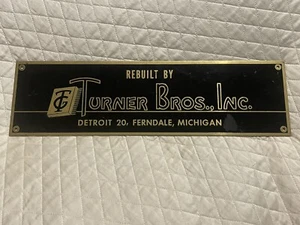 REBUILT BY
TURNER BROS., INC.
DETROIT 20, FERNDALE, MICHIGAN